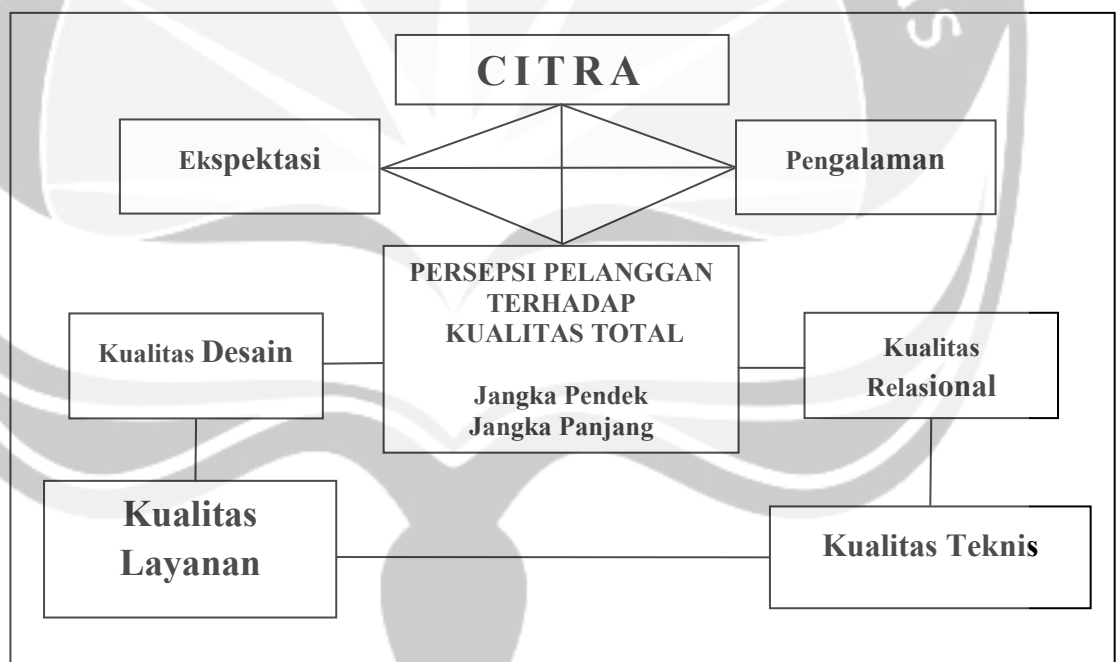 CITRA
Ekspektasi
Pengalaman
PERSEPSI PELANGGAN
TERHADAP
KUALITAS TOTAL
Jangka Pendek
Jangka Panjang
Kualitas Desain
Kualitas
Relasional
Kualitas
Layanan
Kualitas Teknis